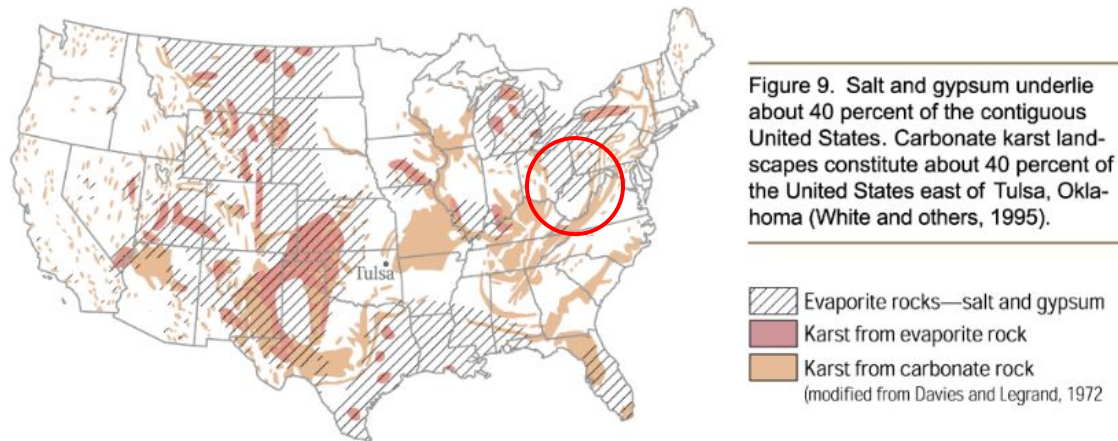 Tulsa
Figure 9. Salt and gypsum underlie
about 40 percent of the contiguous
United States. Carbonate karst land-
scapes constitute about 40 percent of
the United States east of Tulsa, Okla-
homa (White and others, 1995).
Evaporite rocks—salt and gypsum
Karst from evaporite rock
Karst from carbonate rock
(modified from Davies and Legrand, 1972